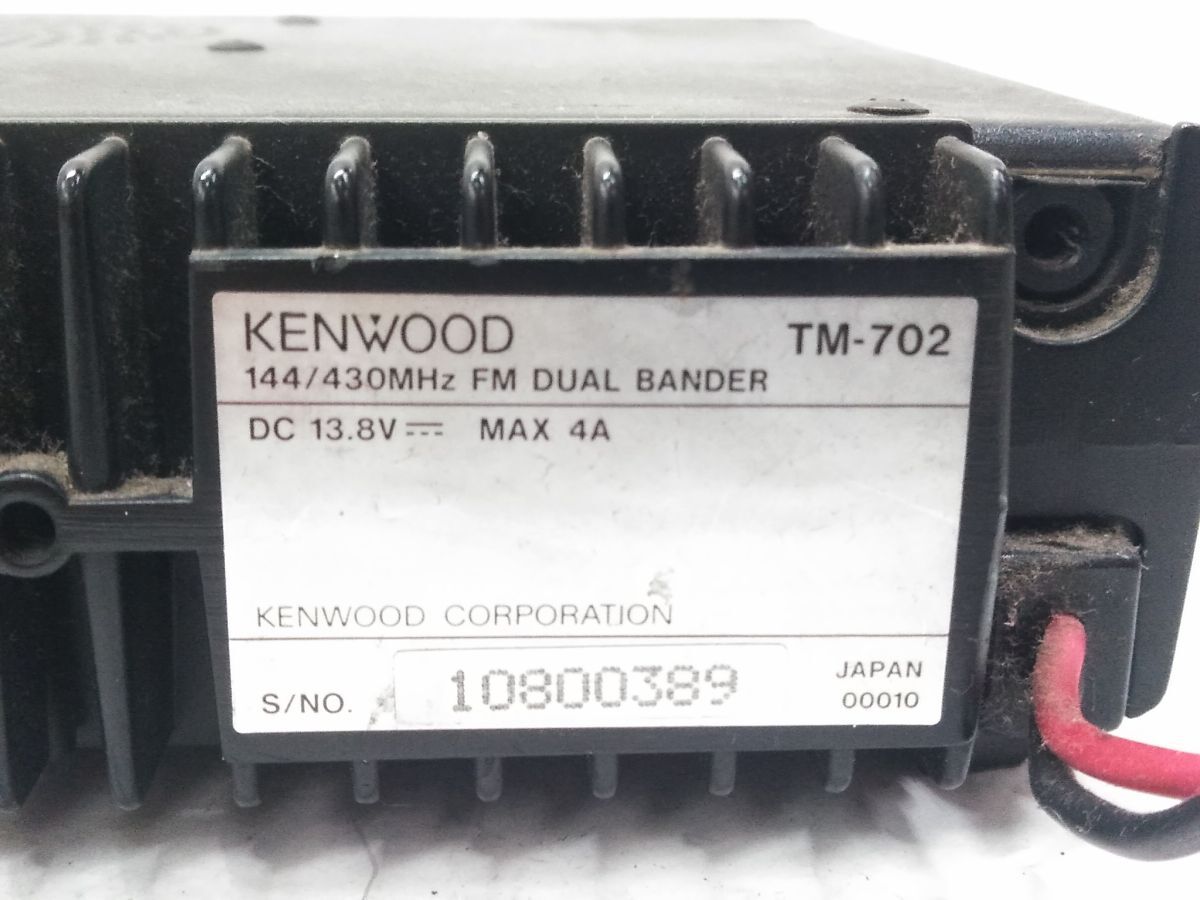 KENWOOD TM-702
144/430MHz FM DUAL BANDER
DC 13.8V ⎓ MAX 4A
KENWOOD CORPORATION
S/NO. 10800389 JAPAN
00010